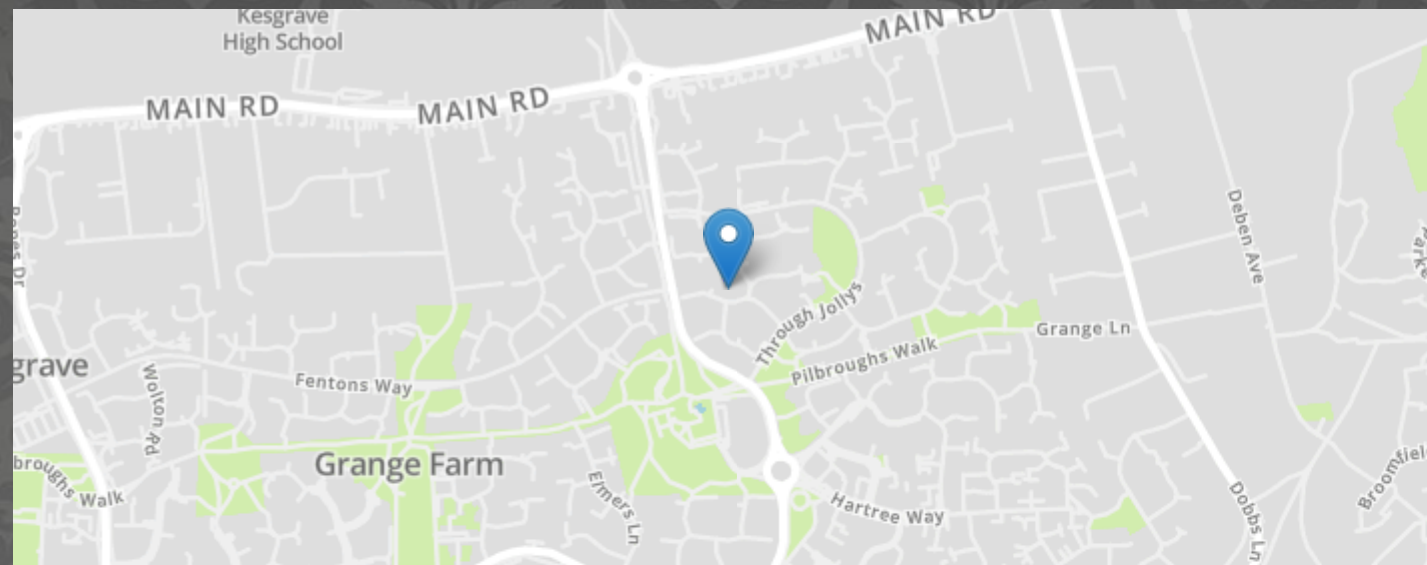 Kesgrave
High School
MAIN RD
MAIN RD
MAIN RD
Deben Ave
Through Jollys
Grange Ln
Pilbroughs Walk
grave
Wolton Rd
Fentons Way
Grange Farm
broughs Walk
Elmers Ln
Hartree Way
Dobbs Ln
Broomfiel